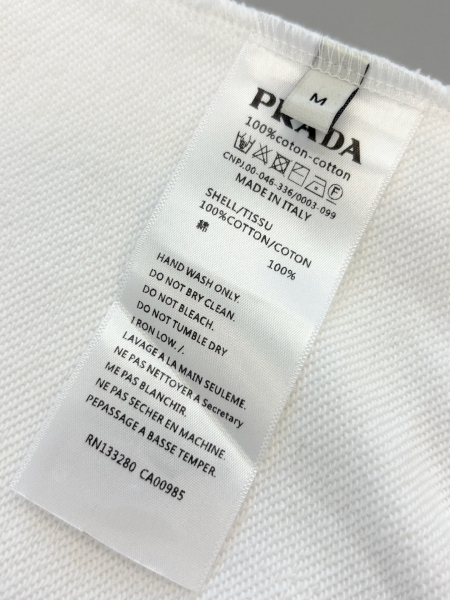 M
PRADA
100%coton-cotton
F
CNPJ.00-046-336/0003-099
MADE IN ITALY
SHELL/TISSU
100%COTTON/COTON
綿 100%
HAND WASH ONLY.
DO NOT BRY CLEAN.
DO NOT BLEACH.
DO NOT TUMBLE DRY
IRON LOW./.
LAVAGE A LA MAIN SEULEME.
NE PAS NETTOYER A Secretary
ME PAS BLANCHIR.
NE PAS SECHER EN MACHINE.
PEPASSAGE A BASSE TEMPER.
RN133280 CA00985